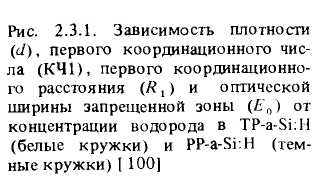 Рис. 2.3.1. Зависимость плотности
(d), первого координационного чис-
ла (КЧ1), первого координационно-
го расстояния (R₁) и оптической
ширины запрещенной зоны (E₀) от
концентрации водорода в ТР-a-Si:H
(белые кружки) и РР-a-Si:H (тем-
ные кружки) [100]